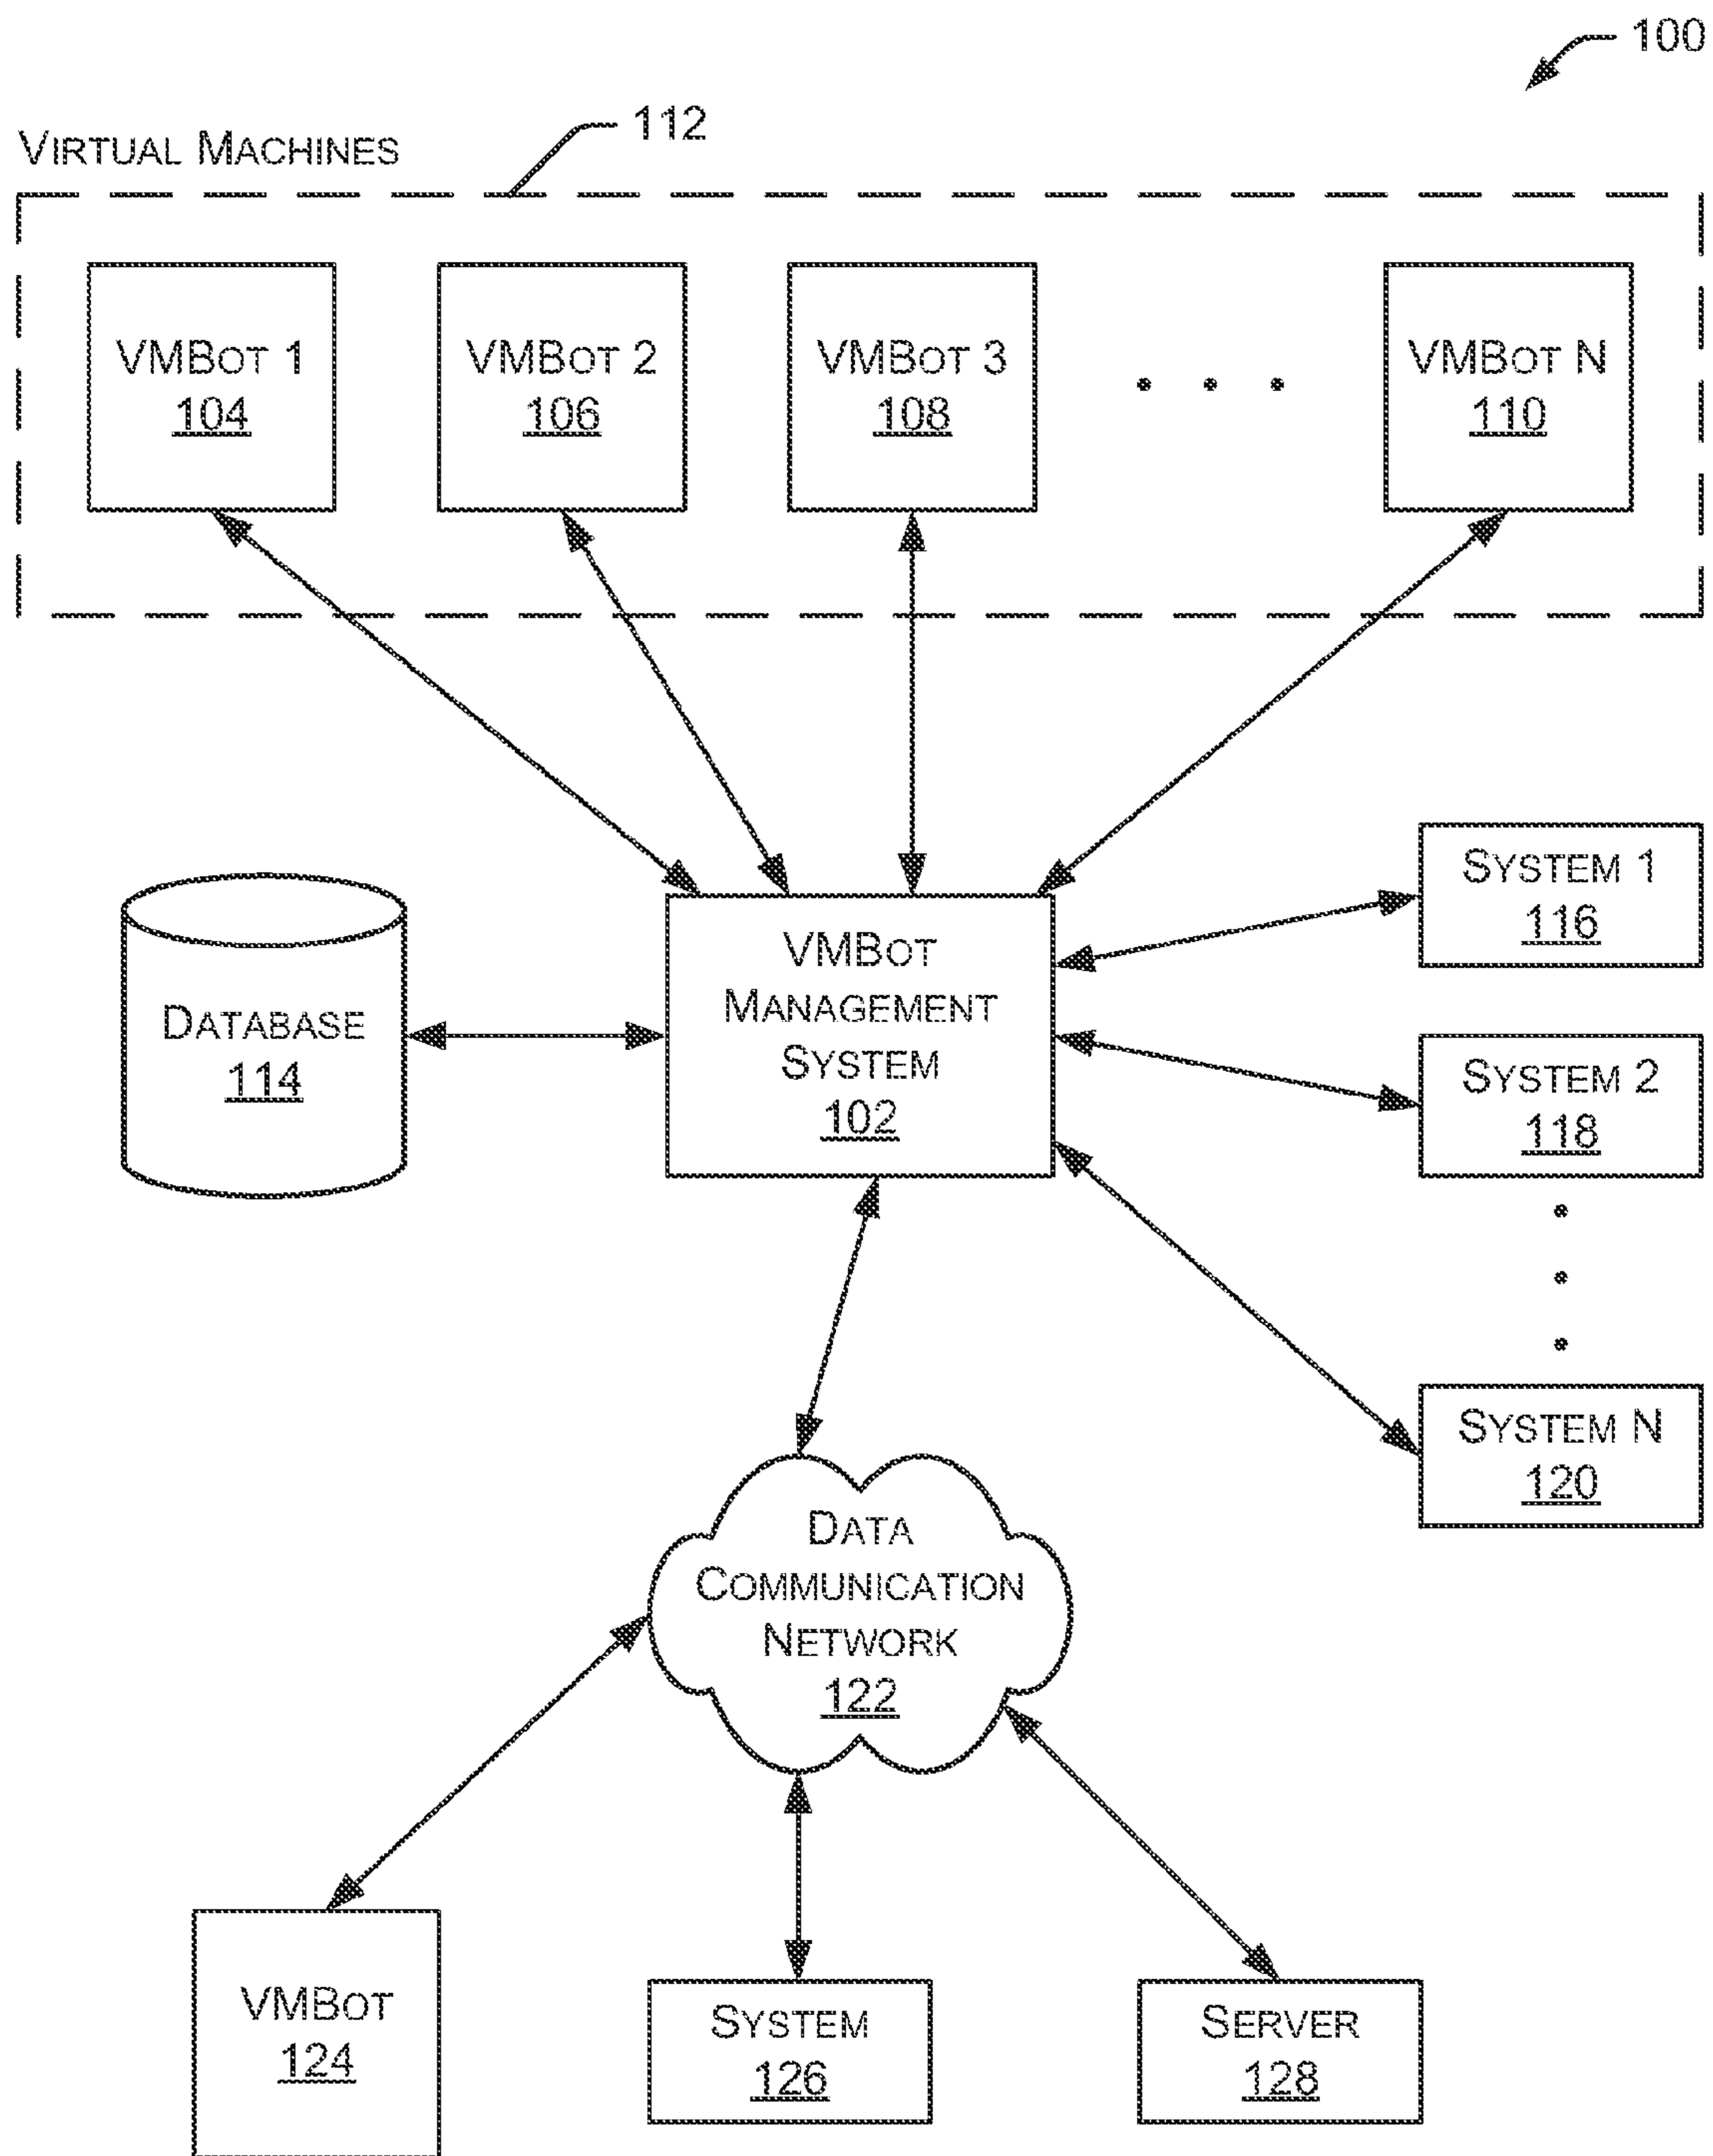 100
112
VIRTUAL MACHINES
VMBOT 1
104
VMBOT 2
106
VMBOT 3
108
VMBOT N
110
DATABASE
114
VMBOT
MANAGEMENT
SYSTEM
102
SYSTEM 1
116
SYSTEM 2
118
SYSTEM N
120
DATA
COMMUNICATION
NETWORK
122
VMBOT
124
SYSTEM
126
SERVER
128